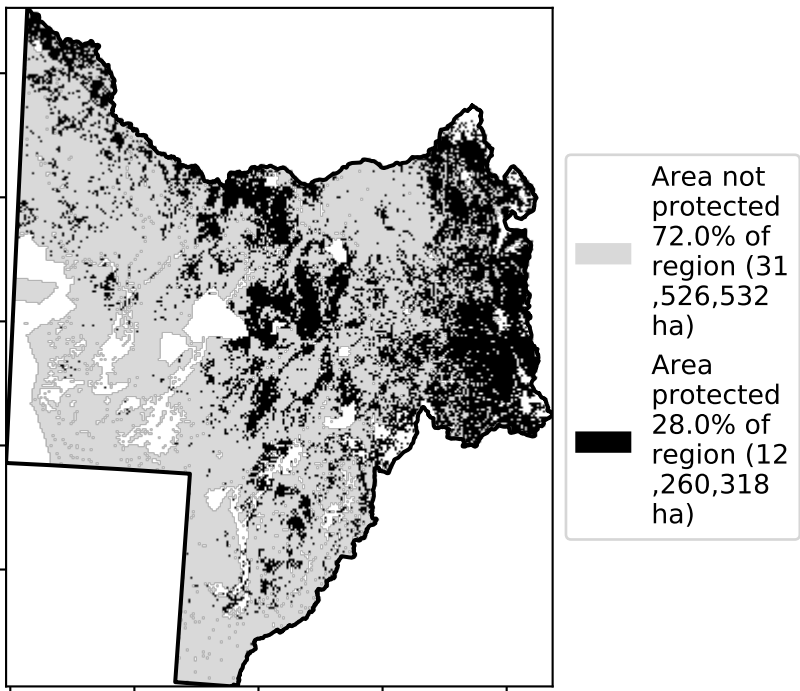 Area not
protected
72.0% of
region (31
,526,532
ha)
Area
protected
28.0% of
region (12
,260,318
ha)